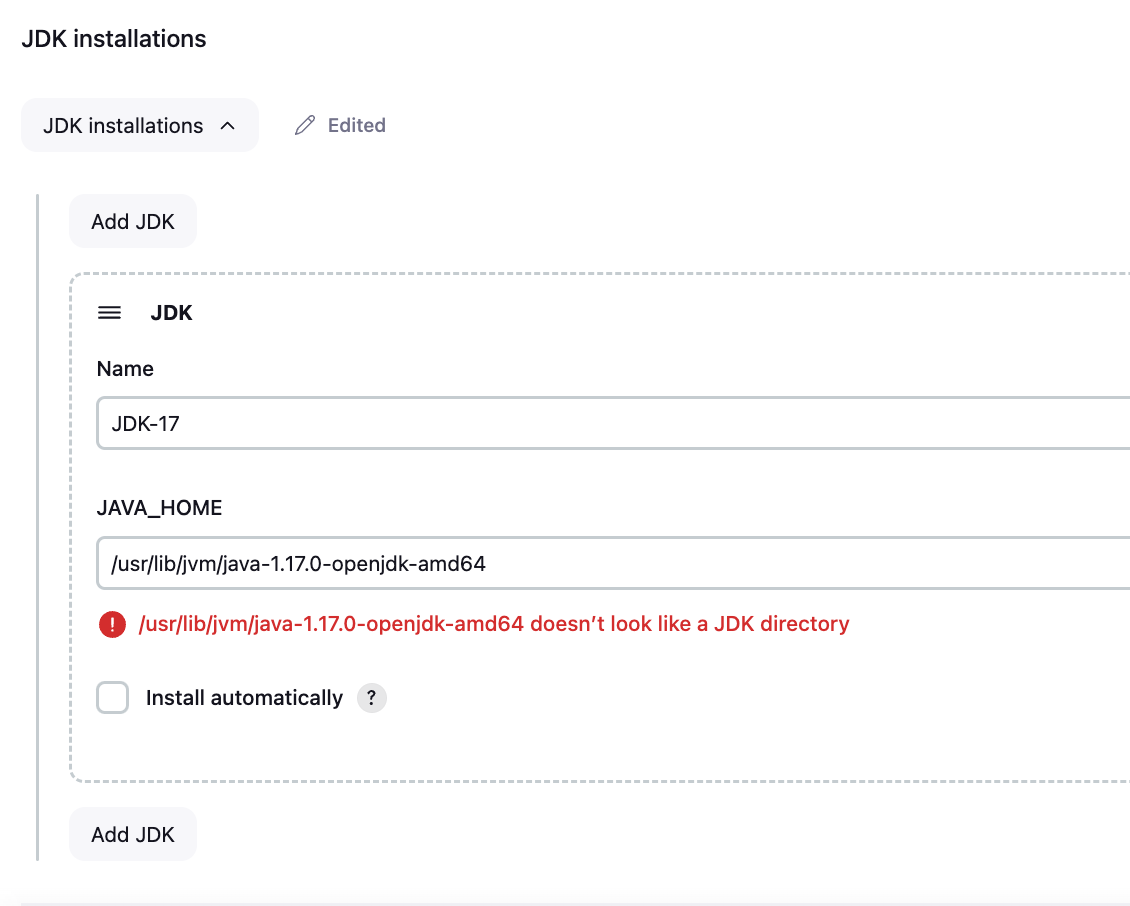 JDK installations
JDK installations
Edited
Add JDK
JDK
Name
JDK-17
JAVA_HOME
/usr/lib/jvm/java-1.17.0-openjdk-amd64
! /usr/lib/jvm/java-1.17.0-openjdk-amd64 doesn’t look like a JDK directory
Install automatically ?
Add JDK